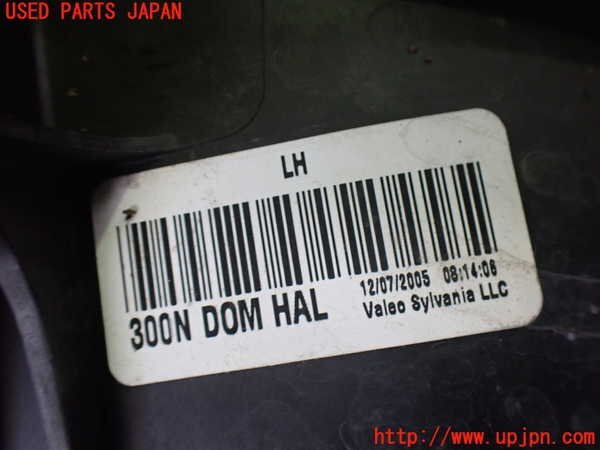 USED PARTS JAPAN
LH
300N DOM HAL
12/07/2005 08:14:06
Valeo Sylvania LLC
http://www.upjpn.com/